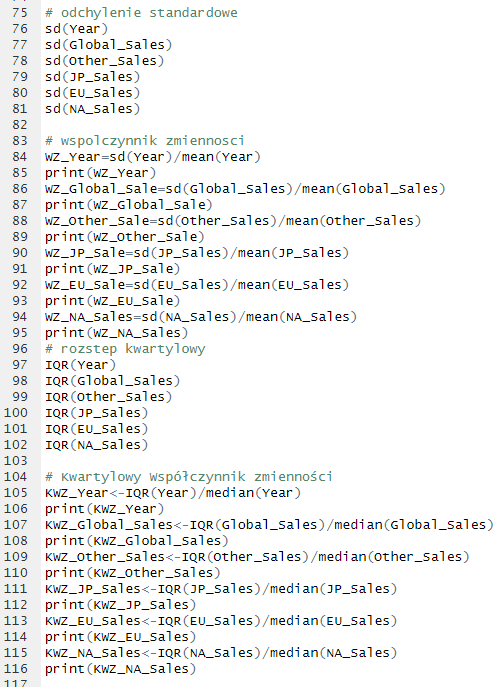 75 # odchylenie standardowe
76 sd(Year)
77 sd(Global_Sales)
78 sd(Other_Sales)
79 sd(JP_Sales)
80 sd(EU_Sales)
81 sd(NA_Sales)
82
83 # wspolczynnik zmiennosci
84 WZ_Year=sd(Year)/mean(Year)
85 print(WZ_Year)
86 WZ_Global_Sale=sd(Global_Sales)/mean(Global_Sales)
87 print(WZ_Global_Sale)
88 WZ_Other_Sale=sd(Other_Sales)/mean(Other_Sales)
89 print(WZ_Other_Sale)
90 WZ_JP_Sale=sd(JP_Sales)/mean(JP_Sales)
91 print(WZ_JP_Sale)
92 WZ_EU_Sale=sd(EU_Sales)/mean(EU_Sales)
93 print(WZ_EU_Sale)
94 WZ_NA_Sales=sd(NA_Sales)/mean(NA_Sales)
95 print(WZ_NA_Sales)
96 # rozstep kwartylowy
97 IQR(Year)
98 IQR(Global_Sales)
99 IQR(Other_Sales)
100 IQR(JP_Sales)
101 IQR(EU_Sales)
102 IQR(NA_Sales)
103
104 # Kwartylowy Współczynnik zmienności
105 KWZ_Year<-IQR(Year)/median(Year)
106 print(KWZ_Year)
107 KWZ_Global_Sales<-IQR(Global_Sales)/median(Global_Sales)
108 print(KWZ_Global_Sales)
109 KWZ_Other_Sales<-IQR(Other_Sales)/median(Other_Sales)
110 print(KWZ_Other_Sales)
111 KWZ_JP_Sales<-IQR(JP_Sales)/median(JP_Sales)
112 print(KWZ_JP_Sales)
113 KWZ_EU_Sales<-IQR(EU_Sales)/median(EU_Sales)
114 print(KWZ_EU_Sales)
115 KWZ_NA_Sales<-IQR(NA_Sales)/median(NA_Sales)
116 print(KWZ_NA_Sales)
117